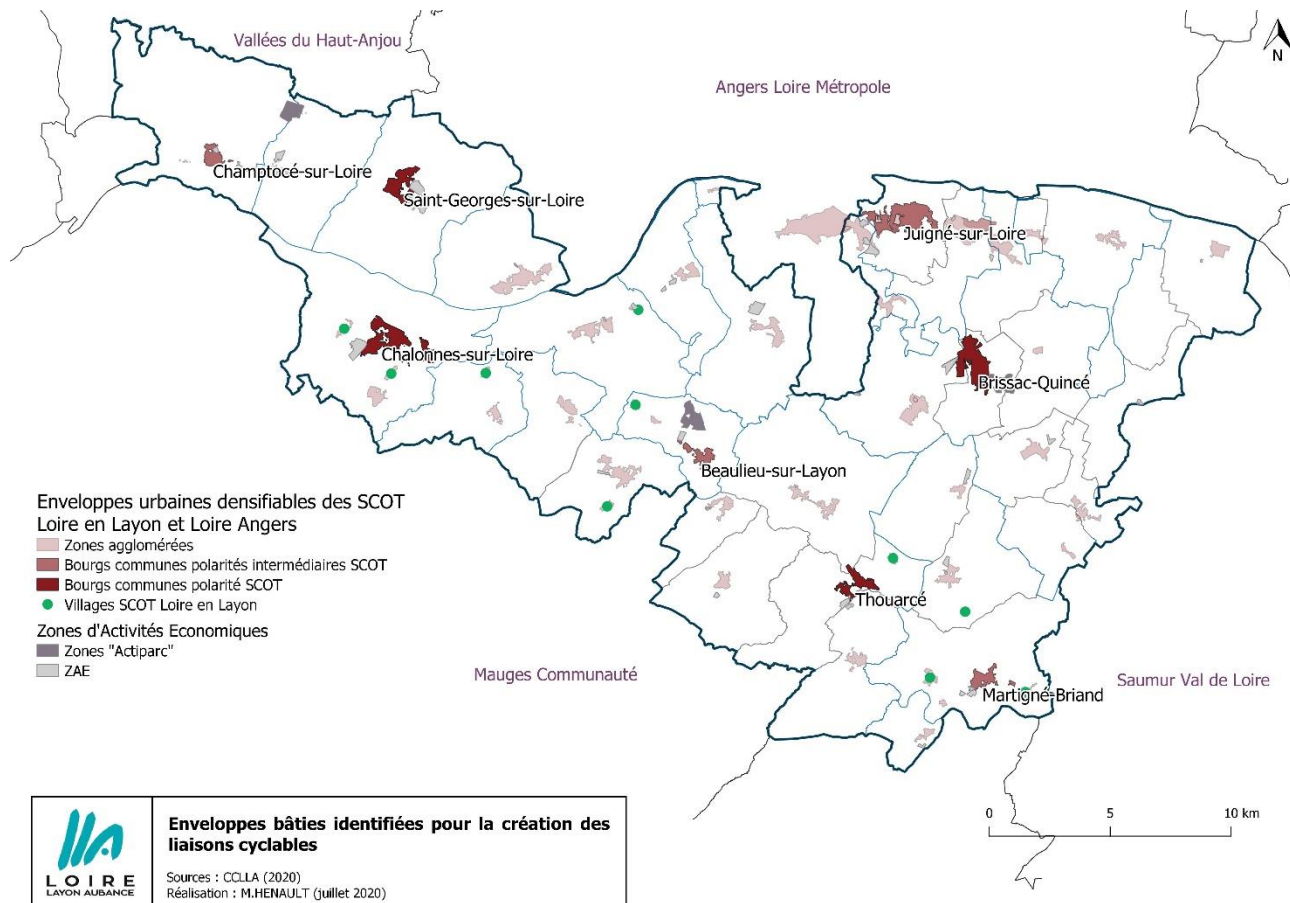 Vallées du Haut-Anjou
Angers Loire Métropole
N
Champtocé-sur-Loire
Saint-Georges-sur-Loire
Juigné-sur-Loire
Chalonnes-sur-Loire
Brissac-Quincé
Beaulieu-sur-Layon
Enveloppes urbaines densifiables des SCOT
Loire en Layon et Loire Angers
Zones agglomérées
Bourgs communes polarités intermédiaires SCOT
Bourgs communes polarité SCOT
Villages SCOT Loire en Layon
Zones d'Activités Economiques
Zones "Actiparc"
ZAE
Thouarcé
Mauges Communauté
Saumur Val de Loire
Martigné-Briand
0 5 10 km
LOIRE
LAYON AUBANCE
Enveloppes bâties identifiées pour la création des
liaisons cyclables
Sources : CCLLA (2020)
Réalisation : M.HENAULT (juillet 2020)